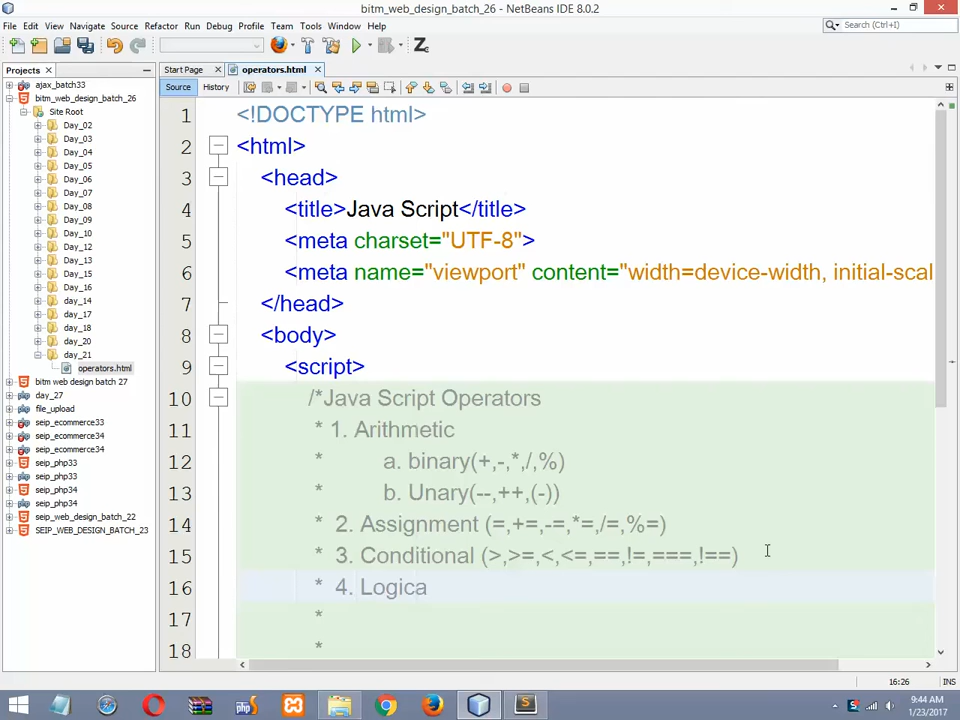 bitm_web_design_batch_26 - NetBeans IDE 8.0.2
File Edit View Navigate Source Refactor Run Debug Profile Team Tools Window Help
Search (Ctrl+I)
Projects
Start Page
operators.html
Source History
ajax_batch33
bitm_web_design_batch_26
Site Root
Day_02
Day_03
Day_04
Day_05
Day_06
Day_07
Day_08
Day_09
Day_10
Day_12
Day_13
Day_15
Day_16
day_14
day_17
day_18
day_20
day_21
operators.html
bitm web design batch 27
day_27
file_upload
seip_ecommerce33
seip_ecommerce34
seip_ecommerce34
seip_php33
seip_php33
seip_php34
seip_php34
seip_web_design_batch_22
SEIP_WEB_DESIGN_BATCH_23
1 <!DOCTYPE html>
2 <html>
3 <head>
4 <title>Java Script</title>
5 <meta charset="UTF-8">
6 <meta name="viewport" content="width=device-width, initial-scal
7 </head>
8 <body>
9 <script>
10 /*Java Script Operators
11 * 1. Arithmetic
12 * a. binary(+,-,*,/,%)
13 * b. Unary(--,++,(-))
14 * 2. Assignment (=,+=,-=,*=,/=,%=)
15 * 3. Conditional (>,>=,<,<=,==,!=,===,!==)
16 * 4. Logica
17 *
18 *
16:26 INS
9:44 AM
1/23/2017